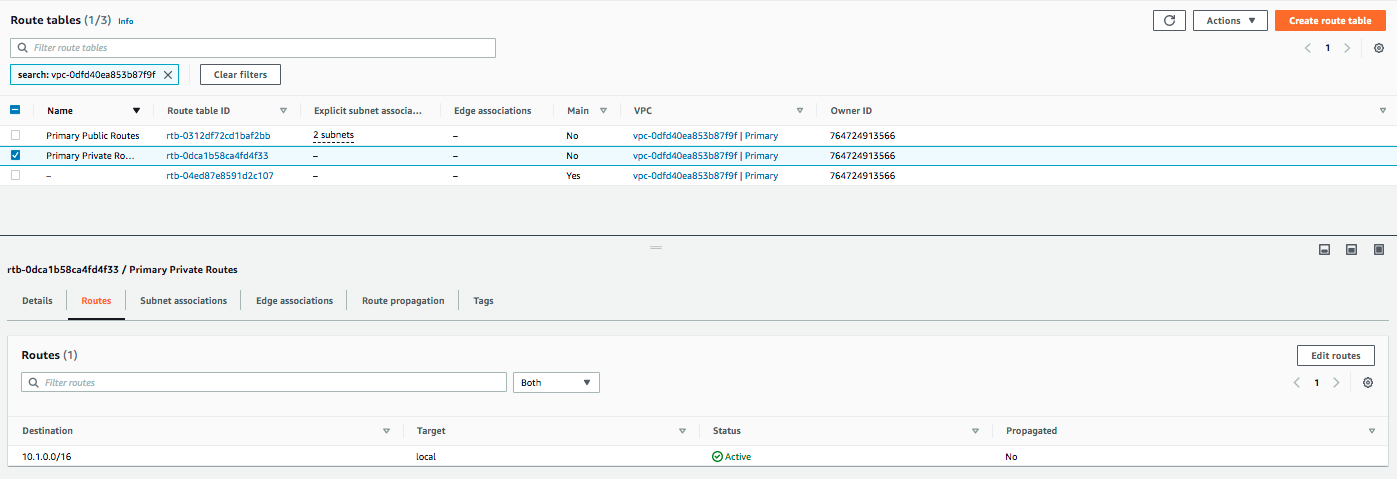 Route tables (1/3) Info
Actions ▼
Create route table
Filter route tables
1
search: vpc-0dfd40ea853b87f9f
Clear filters
Name Route table ID Explicit subnet associa... Edge associations Main VPC Owner ID
Primary Public Routes rtb-0312df72cd1baf2bb 2 subnets – No vpc-0dfd40ea853b87f9f | Primary 764724913566
Primary Private Ro... rtb-0dca1b58ca4fd4f33 – – No vpc-0dfd40ea853b87f9f | Primary 764724913566
– rtb-04ed87e8591d2c107 – – Yes vpc-0dfd40ea853b87f9f | Primary 764724913566
rtb-0dca1b58ca4fd4f33 / Primary Private Routes
Details Routes Subnet associations Edge associations Route propagation Tags
Routes (1)
Edit routes
Filter routes
Both
1
Destination Target Status Propagated
10.1.0.0/16 local Active No